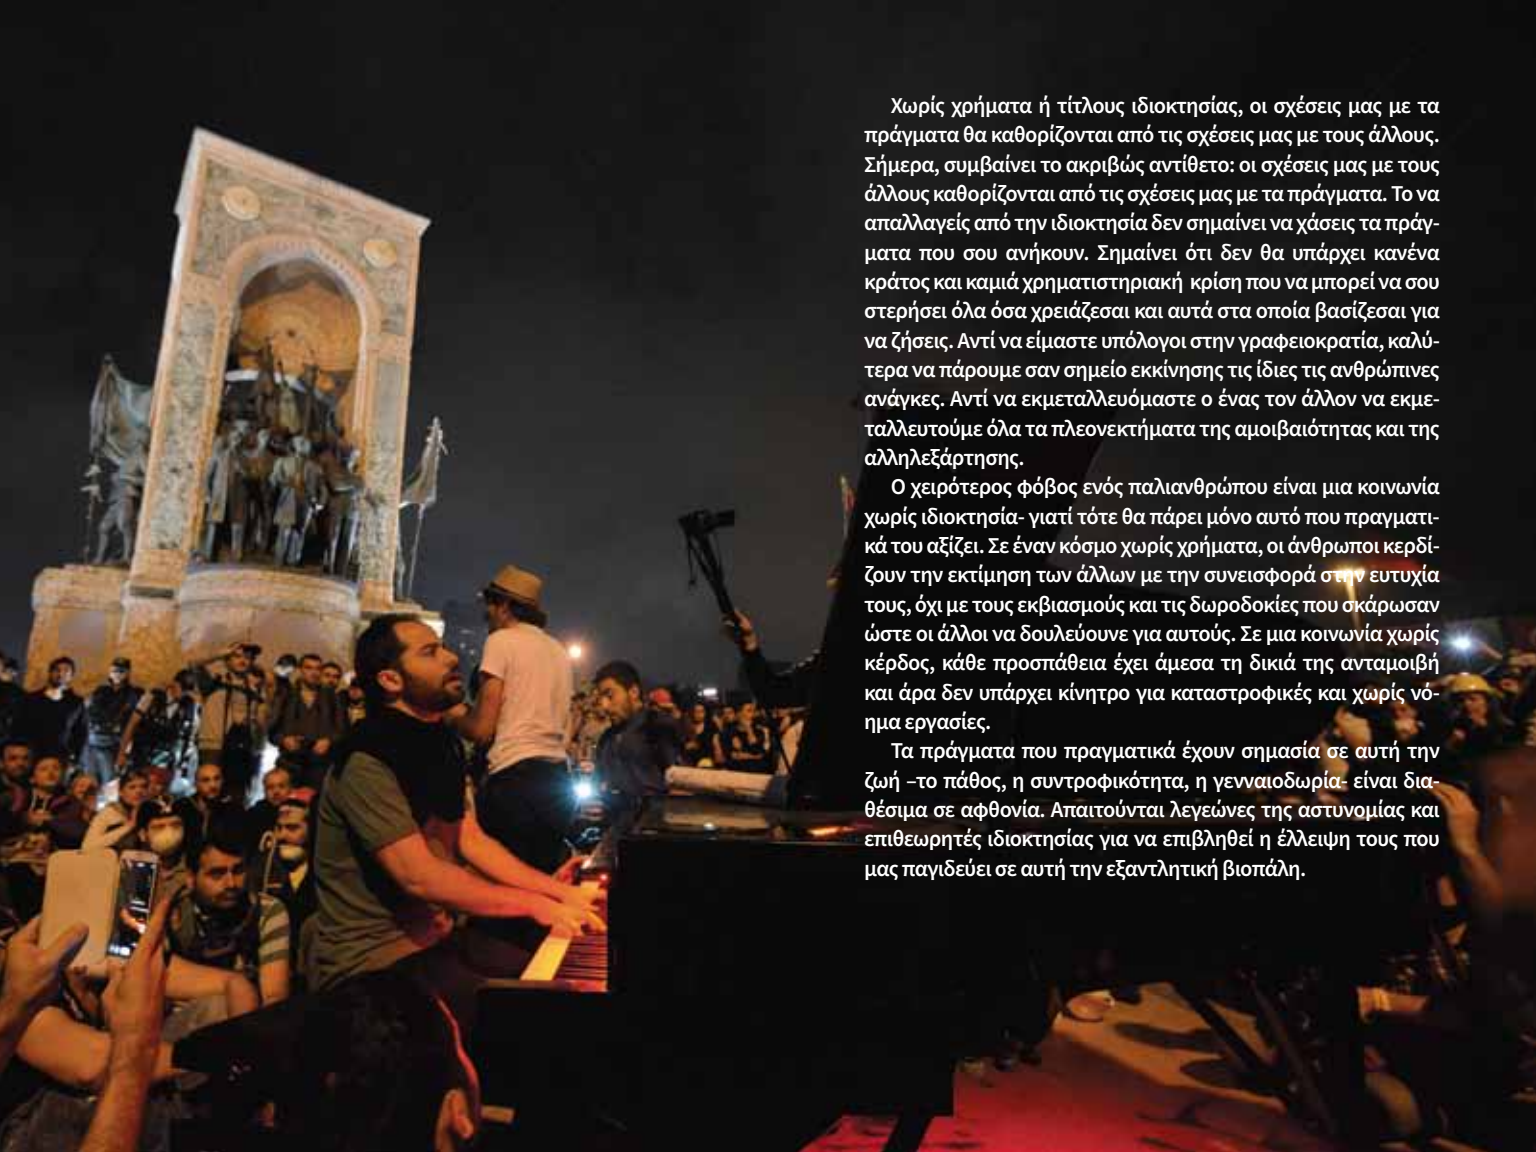 Χωρίς χρήματα ή τίτλους ιδιοκτησίας, οι σχέσεις μας με τα
πράγματα θα καθορίζονται από τις σχέσεις μας με τους άλλους.
Σήμερα, συμβαίνει το ακριβώς αντίθετο: οι σχέσεις μας με τους
άλλους καθορίζονται από τις σχέσεις μας με τα πράγματα. Το να
απαλλαγείς από την ιδιοκτησία δεν σημαίνει να χάσεις τα πράγ-
ματα που σου ανήκουν. Σημαίνει ότι δεν θα υπάρχει κανένα
κράτος και καμιά χρηματιστηριακή κρίση που να μπορεί να σου
στερήσει όλα όσα χρειάζεσαι και αυτά στα οποία βασίζεσαι για
να ζήσεις. Αντί να είμαστε υπόλογοι στην γραφειοκρατία, καλύ-
τερα να πάρουμε σαν σημείο εκκίνησης τις ίδιες τις ανθρώπινες
ανάγκες. Αντί να εκμεταλλευόμαστε ο ένας τον άλλον να εκμε-
ταλλευτούμε όλα τα πλεονεκτήματα της αμοιβαιότητας και της
αλληλεξάρτησης.
Ο χειρότερος φόβος ενός παλιανθρώπου είναι μια κοινωνία
χωρίς ιδιοκτησία- γιατί τότε θα πάρει μόνο αυτό που πραγματι-
κά του αξίζει. Σε έναν κόσμο χωρίς χρήματα, οι άνθρωποι κερδί-
ζουν την εκτίμηση των άλλων με την συνεισφορά στην ευτυχία
τους, όχι με τους εκβιασμούς και τις δωροδοκίες που σκάρωσαν
ώστε οι άλλοι να δουλεύουνε για αυτούς. Σε μια κοινωνία χωρίς
κέρδος, κάθε προσπάθεια έχει άμεσα τη δικιά της ανταμοιβή
και άρα δεν υπάρχει κίνητρο για καταστροφικές και χωρίς νό-
ημα εργασίες.
Τα πράγματα που πραγματικά έχουν σημασία σε αυτή την
ζωή –το πάθος, η συντροφικότητα, η γενναιοδωρία- είναι δια-
θέσιμα σε αφθονία. Απαιτούνται λεγεώνες της αστυνομίας και
επιθεωρητές ιδιοκτησίας για να επιβληθεί η έλλειψη τους που
μας παγιδεύει σε αυτή την εξαντλητική βιοπάλη.